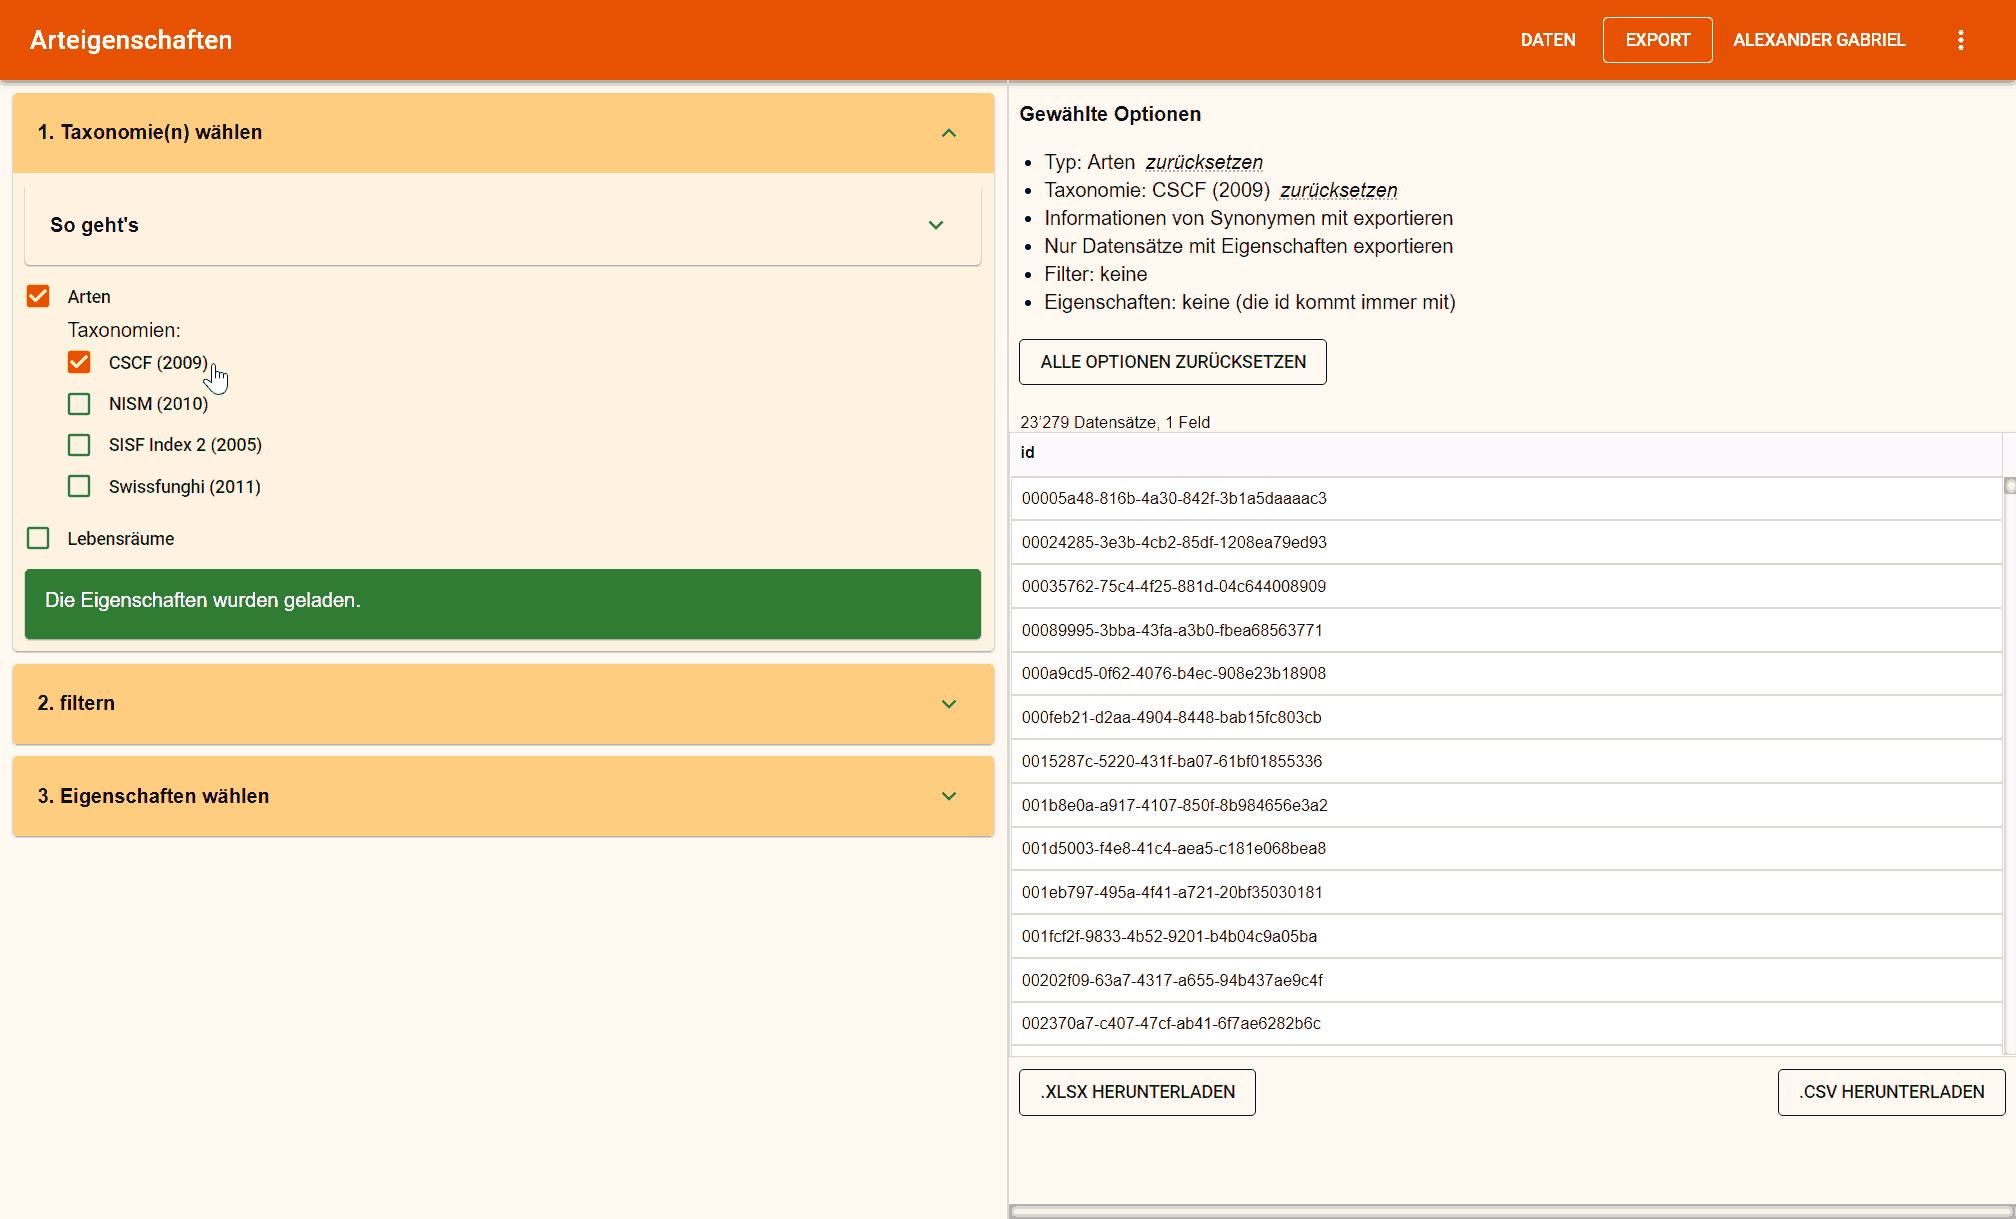 Arteigenschaften
DATEN
EXPORT
ALEXANDER GABRIEL
1. Taxonomie(n) wählen
So geht's
Arten
Taxonomien:
CSCF (2009)
NISM (2010)
SISF Index 2 (2005)
Swissfunghi (2011)
Lebensräume
Die Eigenschaften wurden geladen.
2. filtern
3. Eigenschaften wählen
Gewählte Optionen
• Typ: Arten zurücksetzen
• Taxonomie: CSCF (2009) zurücksetzen
• Informationen von Synonymen mit exportieren
• Nur Datensätze mit Eigenschaften exportieren
• Filter: keine
• Eigenschaften: keine (die id kommt immer mit)
ALLE OPTIONEN ZURÜCKSETZEN
23'279 Datensätze, 1 Feld
id
00005a48-816b-4a30-842f-3b1a5daaaac3
00024285-3e3b-4cb2-85df-1208ea79ed93
00035762-75c4-4f25-881d-04c644008909
00089995-3bba-43fa-a3b0-fbea68563771
000a9cd5-0f62-4076-b4ec-908e23b18908
000feb21-d2aa-4904-8448-bab15fc803cb
0015287c-5220-431f-ba07-61bf01855336
001b8e0a-a917-4107-850f-8b984656e3a2
001d5003-f4e8-41c4-aea5-c181e068bea8
001eb797-495a-4f41-a721-20bf35030181
001fcf2f-9833-4b52-9201-b4b04c9a05ba
00202f09-63a7-4317-a655-94b437ae9c4f
002370a7-c407-47cf-ab41-6f7ae6282b6c
.XLSX HERUNTERLADEN
.CSV HERUNTERLADEN